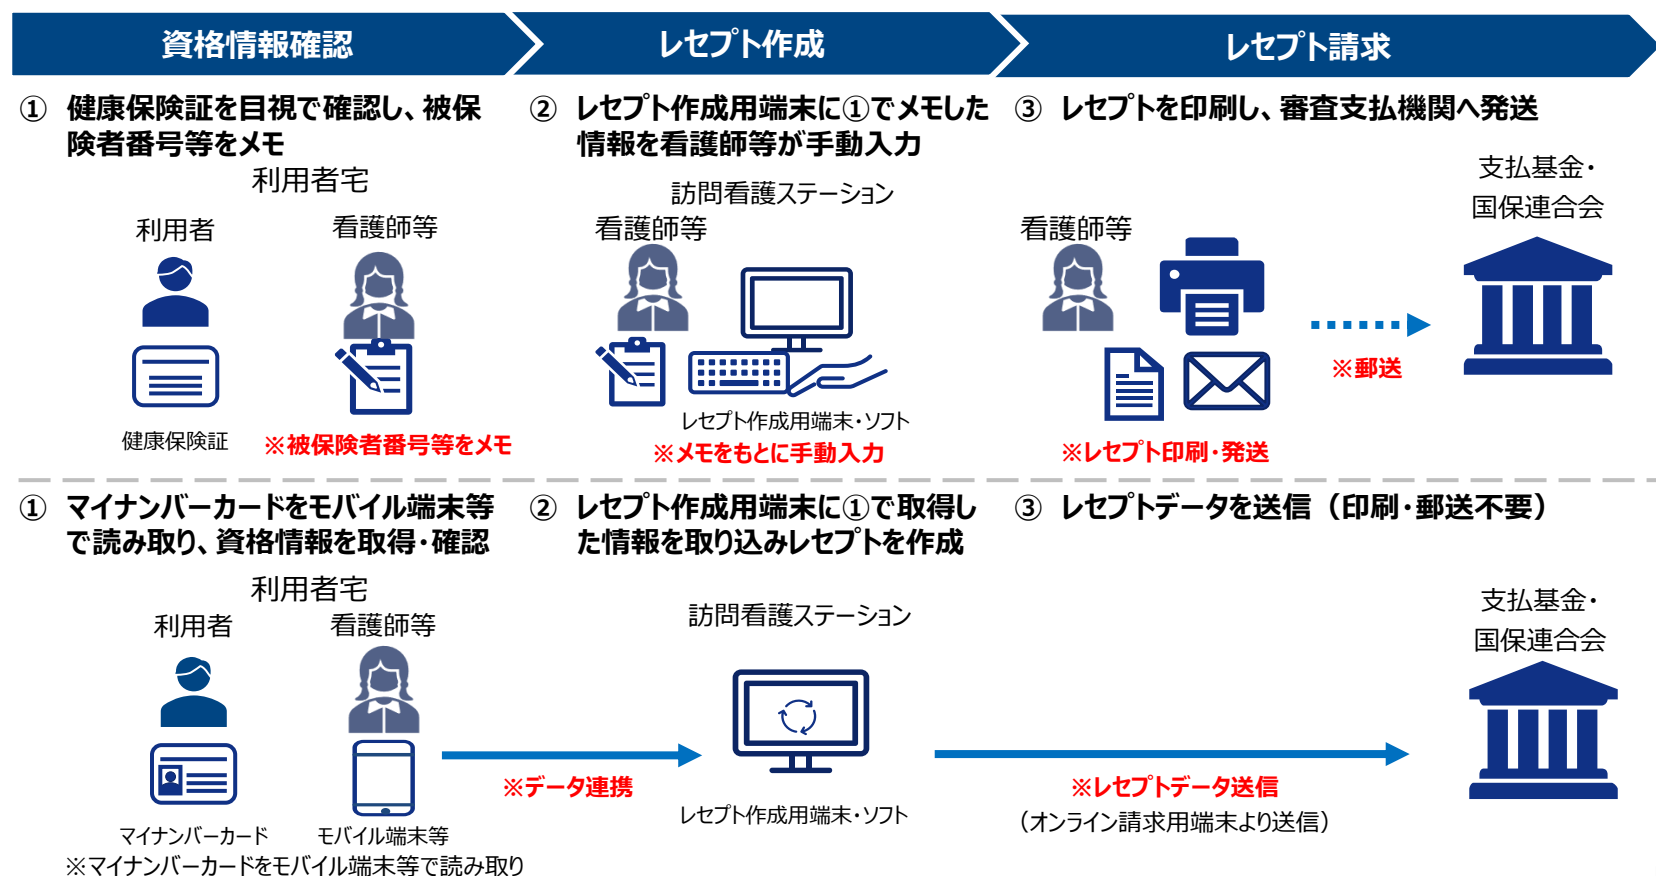 資格情報確認
レセプト作成
レセプト請求
① 健康保険証を目視で確認し、被保
険者番号等をメモ
利用者宅
利用者
看護師等
健康保険証
※被保険者番号等をメモ
② レセプト作成用端末に①でメモした
情報を看護師等が手動入力
訪問看護ステーション
看護師等
レセプト作成用端末・ソフト
※メモをもとに手動入力
③ レセプトを印刷し、審査支払機関へ発送
看護師等
支払基金・
国保連合会
※郵送
※レセプト印刷・発送
① マイナンバーカードをモバイル端末等
で読み取り、資格情報を取得・確認
利用者宅
利用者
看護師等
マイナンバーカード
モバイル端末等
※マイナンバーカードをモバイル端末等で読み取り
※データ連携
② レセプト作成用端末に①で取得し
た情報を取り込みレセプトを作成
訪問看護ステーション
レセプト作成用端末・ソフト
③ レセプトデータを送信（印刷・郵送不要）
支払基金・
国保連合会
※レセプトデータ送信
（オンライン請求用端末より送信）